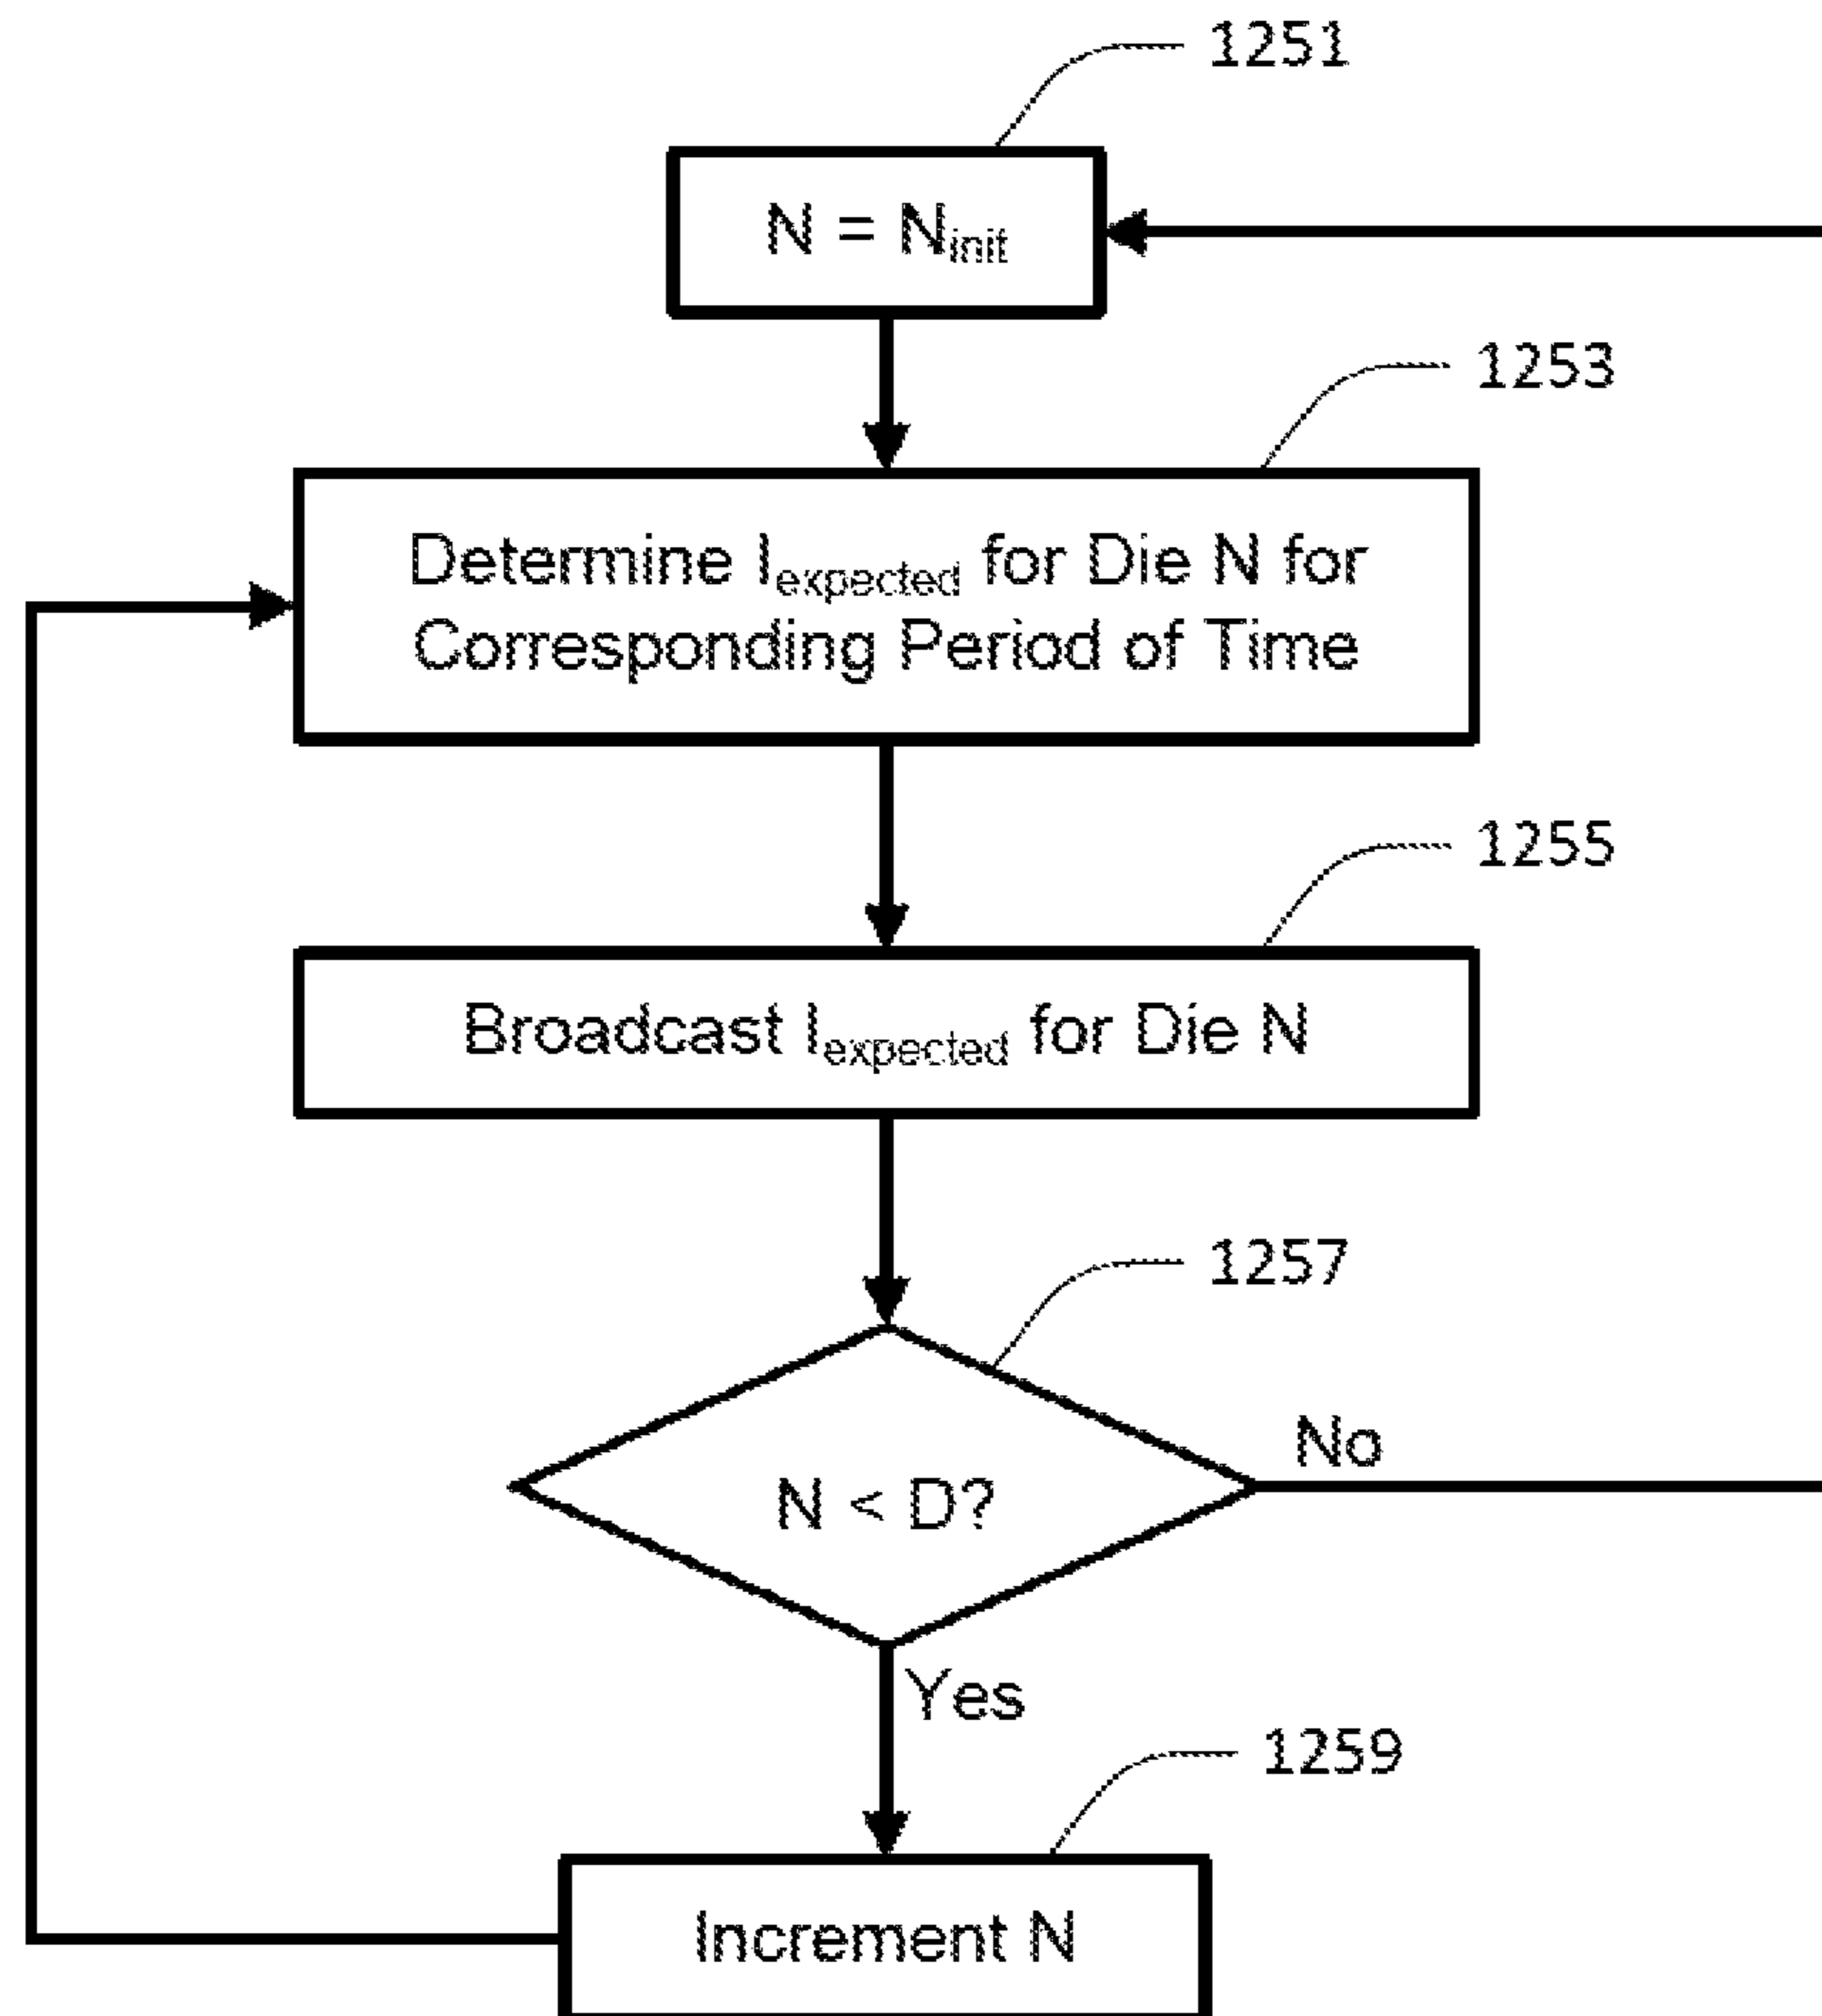 1251
N = Ninit
1253
Determine Iexpected for Die N for
Corresponding Period of Time
1255
Broadcast Iexpected for Die N
1257
N < D?
No
Yes
1259
Increment N